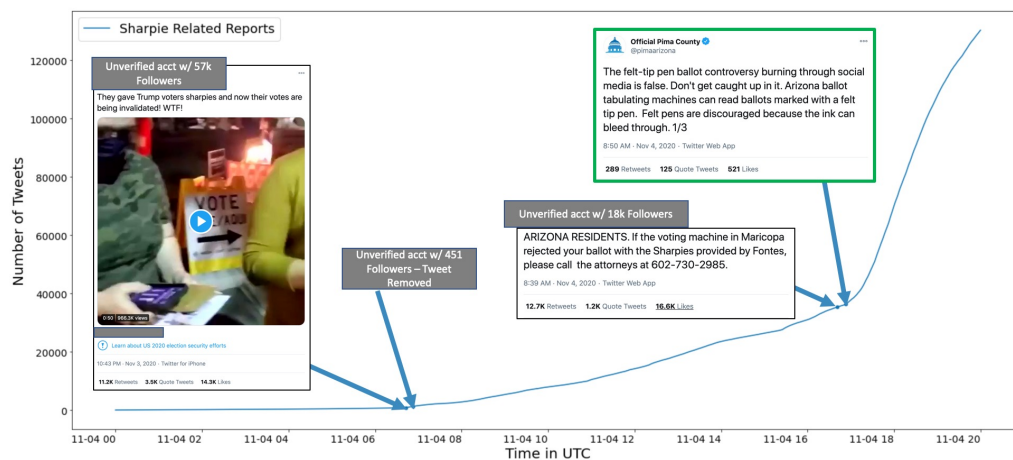 Sharpie Related Reports
Number of Tweets
120000
100000
80000
60000
40000
20000
0
Unverified acct w/ 57k
Followers
They gave Trump voters sharpies and now their votes are
being invalidated! WTF!
VOTE
0:50 | 966.3K views
Learn about US 2020 election security efforts
10:43 PM · Nov 3, 2020 · Twitter for iPhone
11.2K Retweets 3.5K Quote Tweets 14.3K Likes
Unverified acct w/ 451
Followers – Tweet
Removed
Official Pima County
@pimaarizona
The felt-tip pen ballot controversy burning through social
media is false. Don't get caught up in it. Arizona ballot
tabulating machines can read ballots marked with a felt
tip pen. Felt pens are discouraged because the ink can
bleed through. 1/3
8:50 AM · Nov 4, 2020 · Twitter Web App
289 Retweets 125 Quote Tweets 521 Likes
Unverified acct w/ 18k Followers
ARIZONA RESIDENTS. If the voting machine in Maricopa
rejected your ballot with the Sharpies provided by Fontes,
please call the attorneys at 602-730-2985.
8:39 AM · Nov 4, 2020 · Twitter Web App
12.7K Retweets 1.2K Quote Tweets 16.6K Likes
11-04 00 11-04 02 11-04 04 11-04 06 11-04 08 11-04 10 11-04 12 11-04 14 11-04 16 11-04 18 11-04 20
Time in UTC